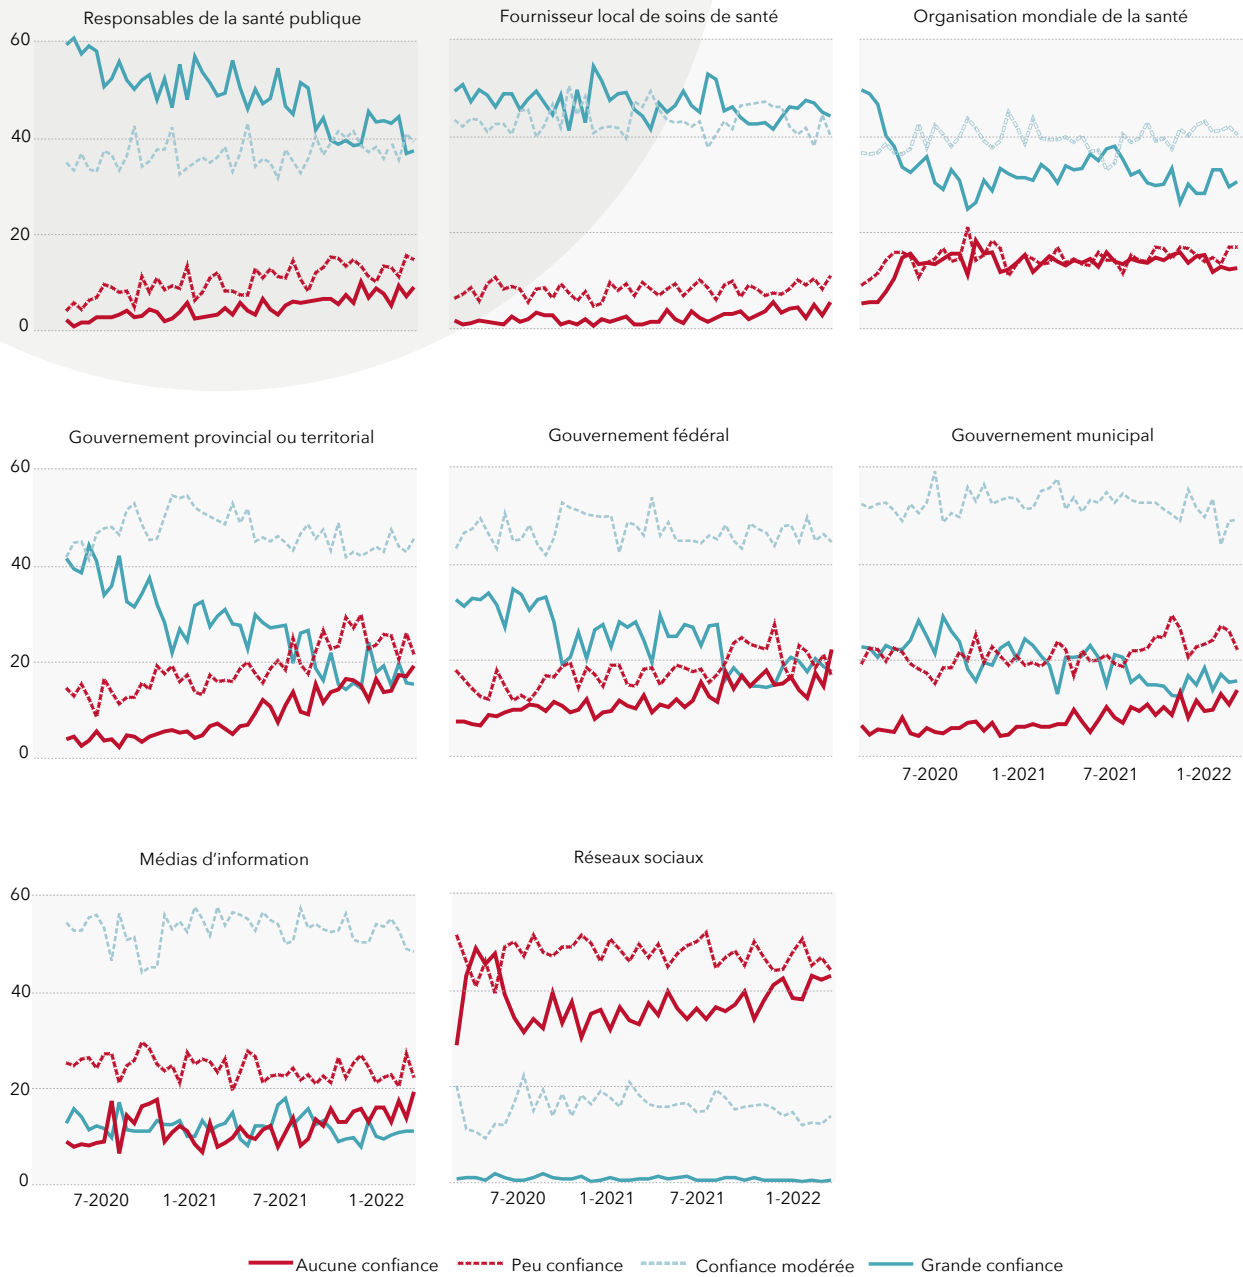 Responsables de la santé publique
Fournisseur local de soins de santé
Organisation mondiale de la santé
60
40
20
0
Gouvernement provincial ou territorial
Gouvernement fédéral
Gouvernement municipal
60
40
20
0
7-2020 1-2021 7-2021 1-2022
Médias d’information
Réseaux sociaux
60
40
20
0
7-2020 1-2021 7-2021 1-2022
7-2020 1-2021 7-2021 1-2022
Aucune confiance Peu confiance Confiance modérée Grande confiance